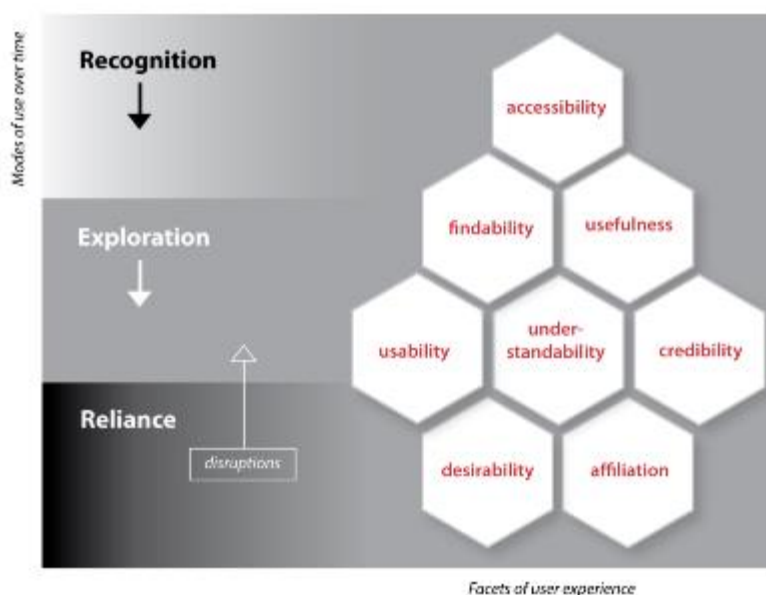 Modes of use over time
Recognition
Exploration
Reliance
disruptions
accessibility
findability
usefulness
usability
under-
standability
credibility
desirability
affiliation
Facets of user experience